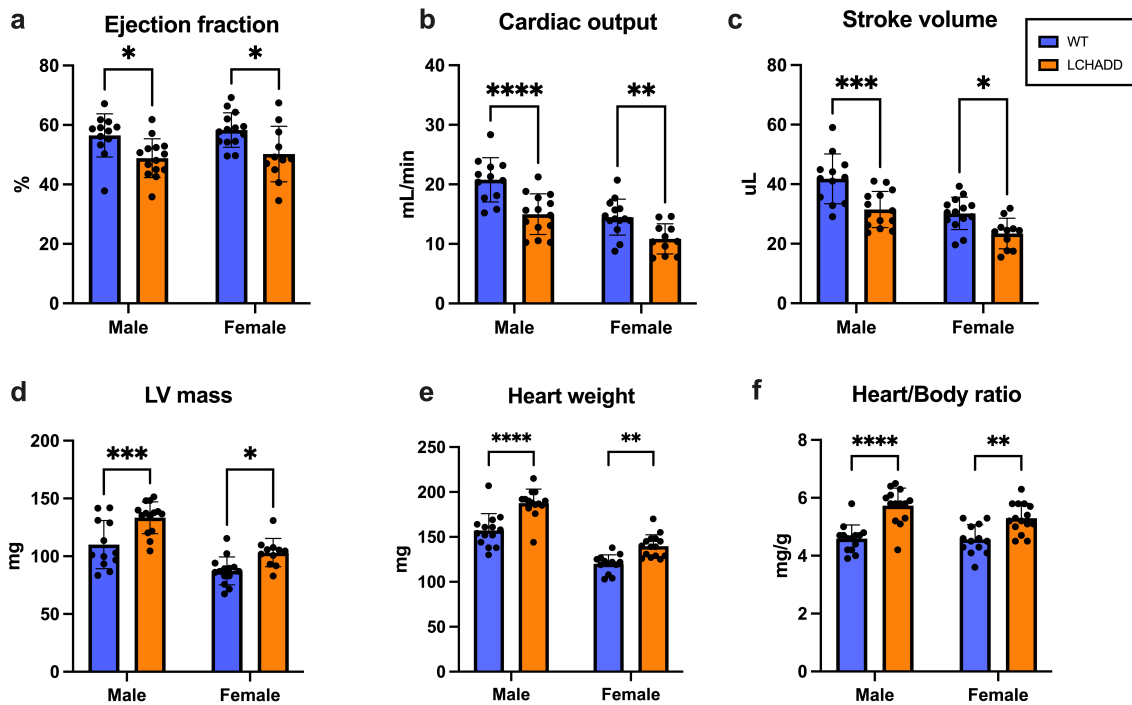 a
Ejection fraction
*
*
80
60
40
20
0
%
Male
Female
b
Cardiac output
****
**
40
30
20
10
0
mL/min
Male
Female
c
Stroke volume
***
*
80
60
40
20
0
uL
Male
Female
WT
LCHADD
d
LV mass
***
*
200
150
100
50
0
mg
Male
Female
e
Heart weight
****
**
250
200
150
100
50
0
mg
Male
Female
f
Heart/Body ratio
****
**
8
6
4
2
0
mg/g
Male
Female